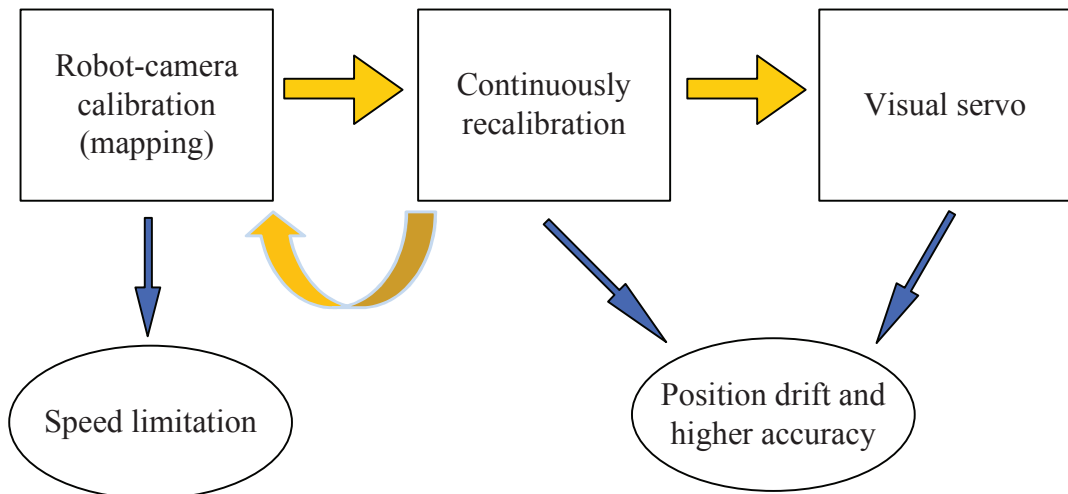 Robot-camera
calibration
(mapping)
Continuously
recalibration
Visual servo
Speed limitation
Position drift and
higher accuracy